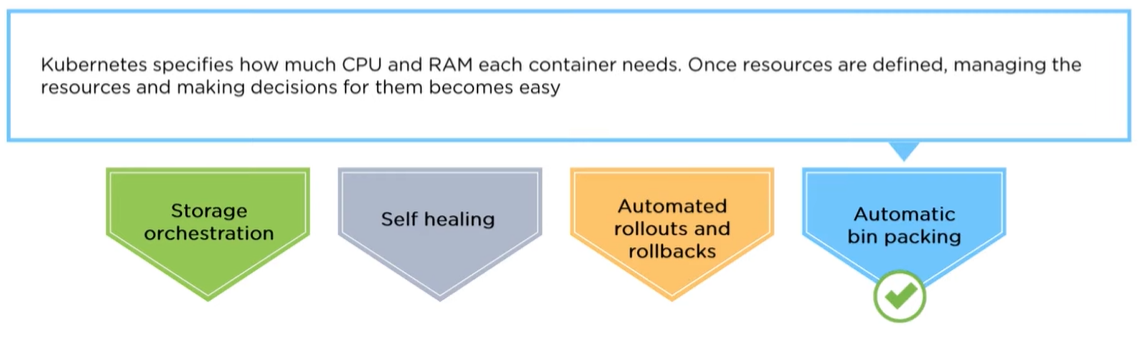 Kubernetes specifies how much CPU and RAM each container needs. Once resources are defined, managing the
resources and making decisions for them becomes easy
Storage
orchestration
Self healing
Automated
rollouts and
rollbacks
Automatic
bin packing